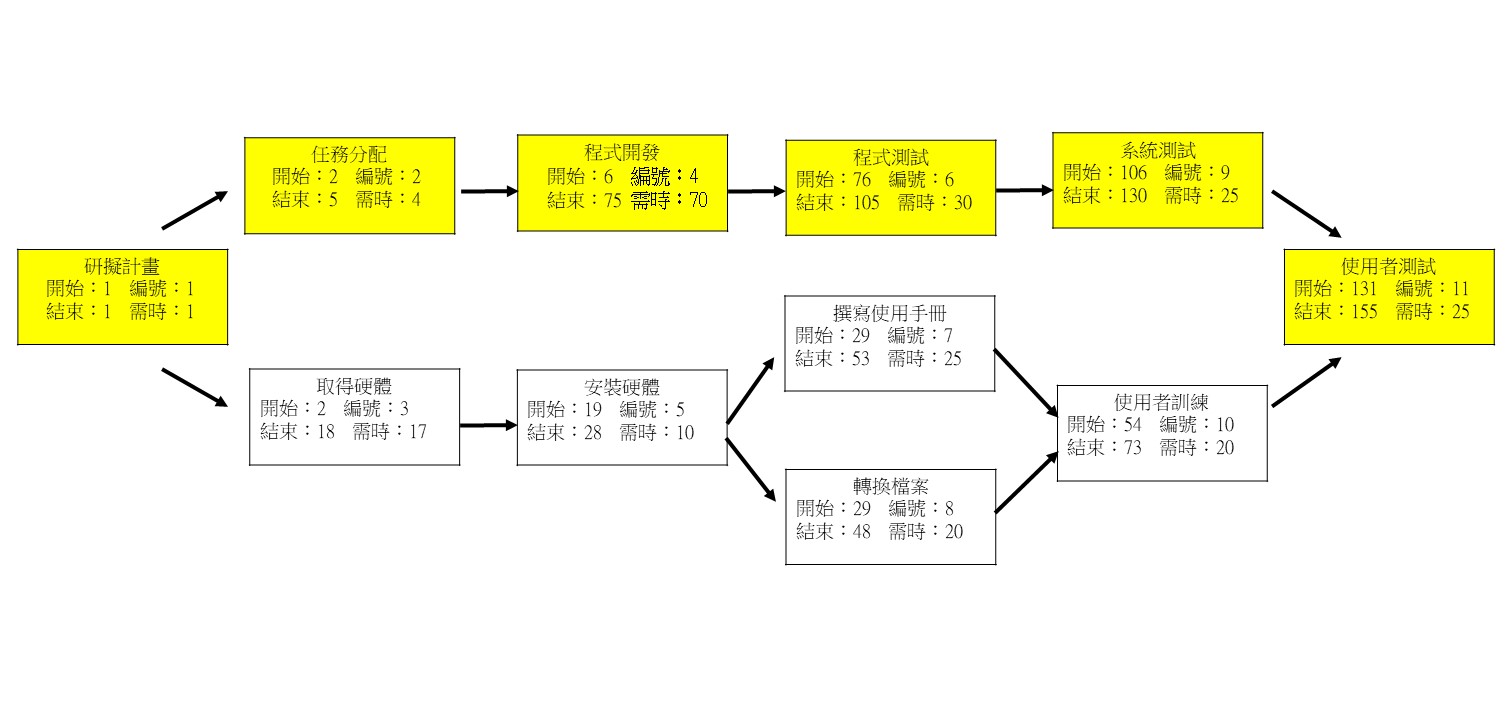 任務分配
開始：2 編號：2
結束：5 需時：4
程式開發
開始：6 編號：4
結束：75 需時：70
程式測試
開始：76 編號：6
結束：105 需時：30
系統測試
開始：106 編號：9
結束：130 需時：25
研擬計畫
開始：1 編號：1
結束：1 需時：1
使用者測試
開始：131 編號：11
結束：155 需時：25
取得硬體
開始：2 編號：3
結束：18 需時：17
安裝硬體
開始：19 編號：5
結束：28 需時：10
撰寫使用手冊
開始：29 編號：7
結束：53 需時：25
轉換檔案
開始：29 編號：8
結束：48 需時：20
使用者訓練
開始：54 編號：10
結束：73 需時：20